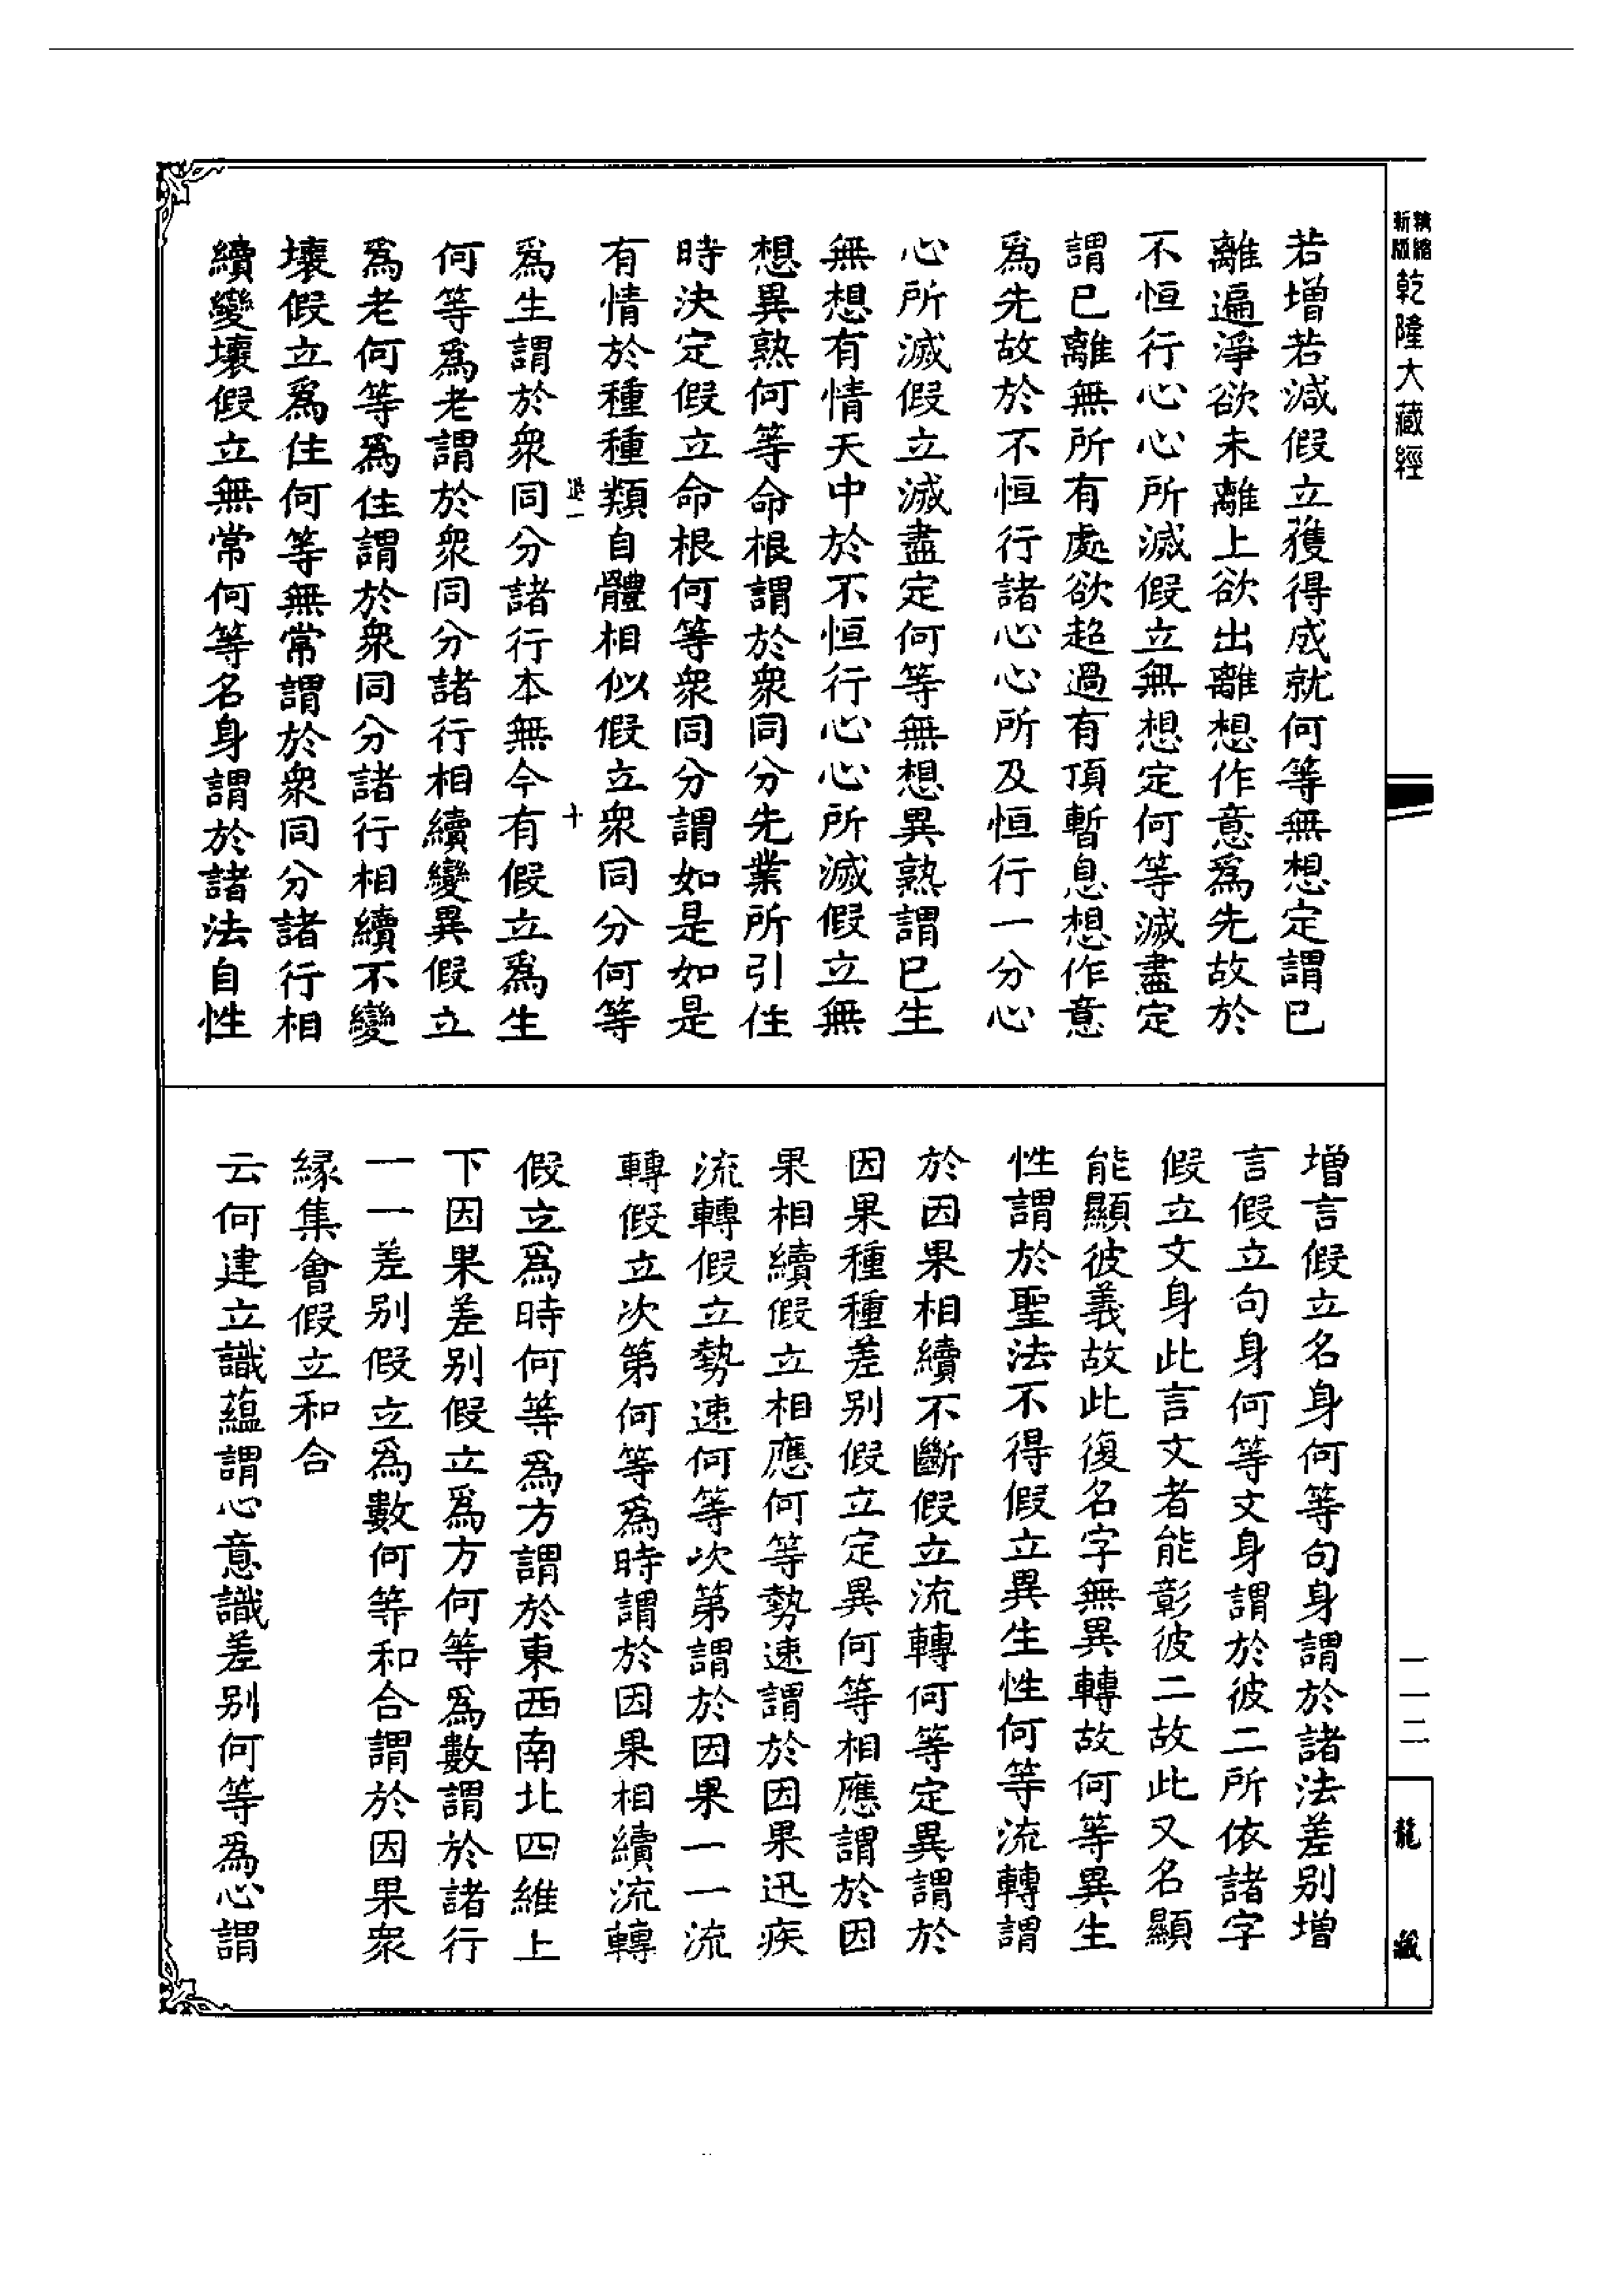 精縮
新版
乾隆大藏經
若增若減假立獲得成就何等無想定謂已
離遍淨欲未離上欲出離想作意爲先故於
不恒行心心所滅假立無想定何等滅盡定
謂已離無所有處欲超過有頂暫息想作意
爲先故於不恒行諸心心所及恒行一分心
心所滅假立滅盡定何等無想異熟謂已生
無想有情天中於不恒行心心所滅假立無
想異熟何等命根謂於衆同分先業所引住
時決定假立命根何等衆同分謂如是如是
有情於種種類自體相似假立衆同分何等
退一 十
爲生謂於衆同分諸行本無今有假立爲生
何等爲老謂於衆同分諸行相續變異假立
爲老何等爲住謂於衆同分諸行相續不變
壞假立爲住何等無常謂於衆同分諸行相
續變壞假立無常何等名身謂於諸法自性
增言假立名身何等句身謂於諸法差別增
言假立句身何等文身謂於彼二所依諸字
假立文身此言文者能彰彼二故此又名顯
能顯彼義故此復名字無異轉故何等異生
性謂於聖法不得假立異生性何等流轉謂
於因果相續不斷假立流轉何等定異謂於
因果種種差別假立定異何等相應謂於因
果相續假立相應何等勢速謂於因果迅疾
流轉假立勢速何等次第謂於因果一一流
轉假立次第何等爲時謂於因果相續流轉
假立爲時何等爲方謂於東西南北四維上
下因果差別假立爲方何等爲數謂於諸行
一一差別假立爲數何等和合謂於因果衆
緣集會假立和合
云何建立識蘊謂心意識差別何等爲心謂
一一二
龍藏